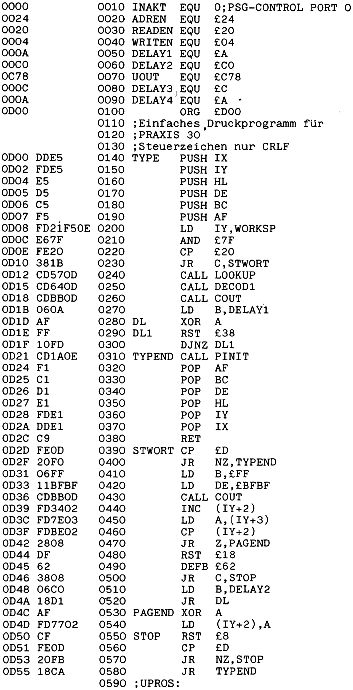 0000 0010 INAKT EQU 0;PSG-CONTROL PORT 0
0024 0020 ADREN EQU £24
0020 0030 READEN EQU £20
0004 0040 WRITEN EQU £04
000A 0050 DELAY1 EQU £A
00C0 0060 DELAY2 EQU £C0
0C78 0070 UOUT EQU £C78
000C 0080 DELAY3 EQU £C
000A 0090 DELAY4 EQU £A
0D00 0100 ORG £D00
0110 ;Einfaches Druckprogramm für
0120 ;PRAXIS 30
0130 ;Steuerzeichen nur CRLF
0D00 DDE5 0140 TYPE PUSH IX
0D02 FDE5 0150 PUSH IY
0D04 E5 0160 PUSH HL
0D05 D5 0170 PUSH DE
0D06 C5 0180 PUSH BC
0D07 F5 0190 PUSH AF
0D08 FD21F50E 0200 LD IY,WORKSP
0D0C E67F 0210 AND £7F
0D0E FE20 0220 CP £20
0D10 381B 0230 JR C,STWORT
0D12 CD570D 0240 CALL LOOKUP
0D15 CD640D 0250 CALL DECOD1
0D18 CDBB0D 0260 CALL COUT
0D1B 060A 0270 LD B,DELAY1
0D1D AF 0280 DL XOR A
0D1E FF 0290 DL1 RST £38
0D1F 10FD 0300 DJNZ DL1
0D21 CD1A0E 0310 TYPEND CALL PINIT
0D24 F1 0320 POP AF
0D25 C1 0330 POP BC
0D26 D1 0340 POP DE
0D27 E1 0350 POP HL
0D28 FDE1 0360 POP IY
0D2A DDE1 0370 POP IX
0D2C C9 0380 RET
0D2D FE0D 0390 STWORT CP £D
0D2F 20F0 0400 JR NZ,TYPEND
0D31 06FF 0410 LD B,£FF
0D33 11BFBF 0420 LD DE,£BFBF
0D36 CDBB0D 0430 CALL COUT
0D39 FD3402 0440 INC (IY+2)
0D3C FD7E03 0450 LD A,(IY+3)
0D3F FDBE02 0460 CP (IY+2)
0D42 2808 0470 JR Z,PAGEND
0D44 DF 0480 RST £18
0D45 62 0490 DEFB £62
0D46 3808 0500 JR C,STOP
0D48 06C0 0510 LD B,DELAY2
0D4A 18D1 0520 JR DL
0D4C AF 0530 PAGEND XOR A
0D4D FD7702 0540 LD (IY+2),A
0D50 CF 0550 STOP RST £8
0D51 FE0D 0560 CP £D
0D53 20FB 0570 JR NZ,STOP
0D55 18CA 0580 JR TYPEND
0590 ;UPROS: